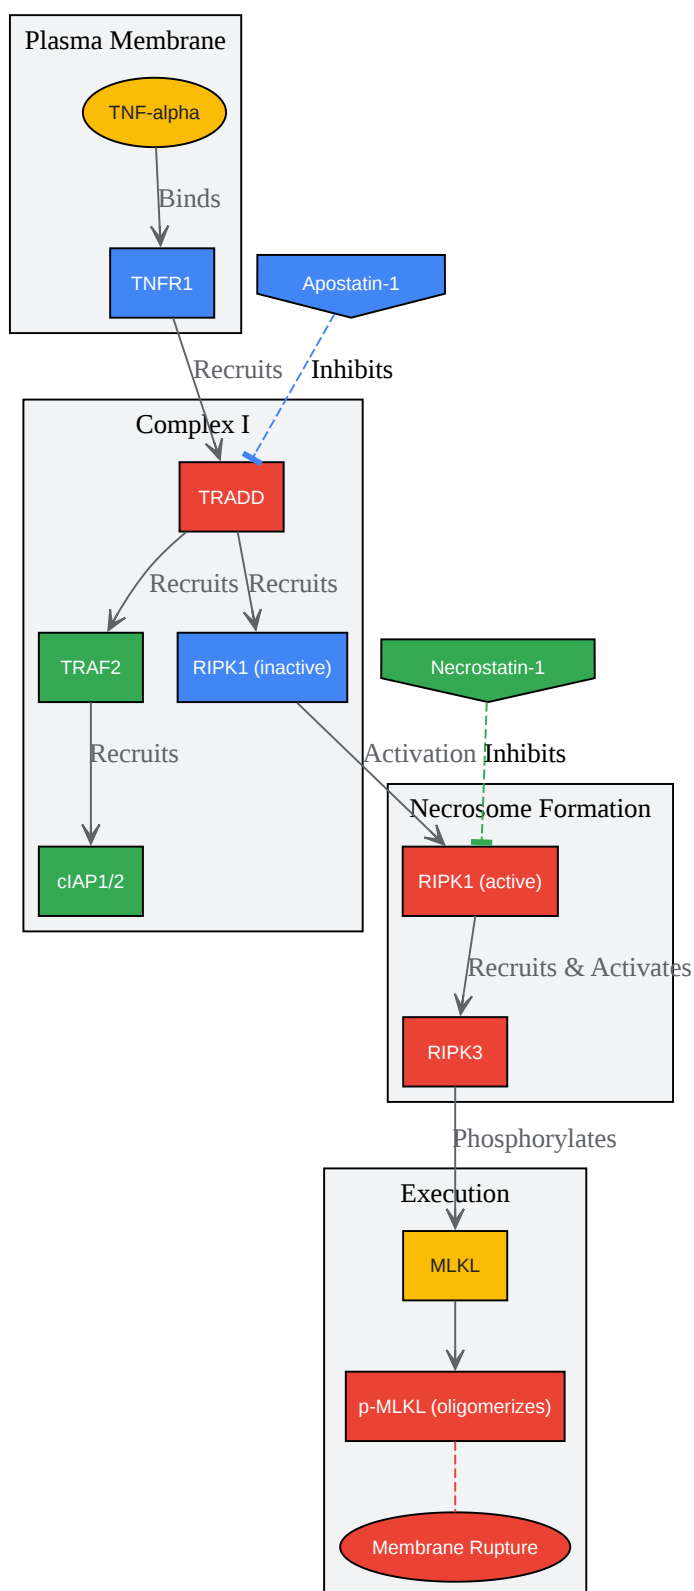 Plasma Membrane
TNF-alpha
Binds
TNFR1
Apostatin-1
Recruits
Inhibits
Complex I
TRADD
Recruits
Recruits
TRAF2
RIPK1 (inactive)
Necrostatin-1
Recruits
Activation
Inhibits
Necrosome Formation
cIAP1/2
RIPK1 (active)
Recruits & Activates
RIPK3
Phosphorylates
Execution
MLKL
p-MLKL (oligomerizes)
Membrane Rupture